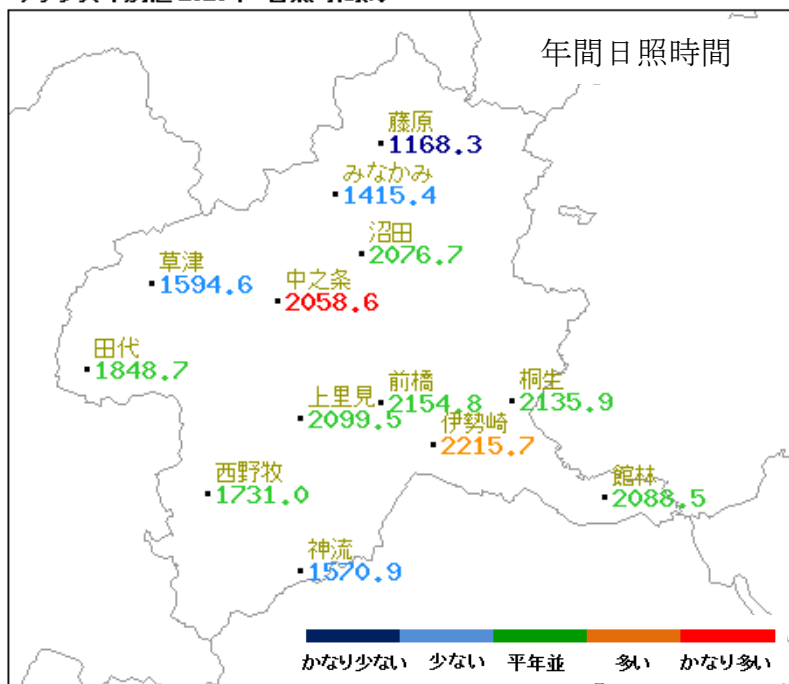 年間日照時間
藤原
1168.3
みなかみ
1415.4
沼田
2076.7
草津
1594.6
中之条
2058.6
田代
1848.7
前橋
2154.8
桐生
2135.9
上里見
2099.5
伊勢崎
2215.7
西野牧
1731.0
館林
2088.5
神流
1570.9
かなり少ない 少ない 平年並 多い かなり多い